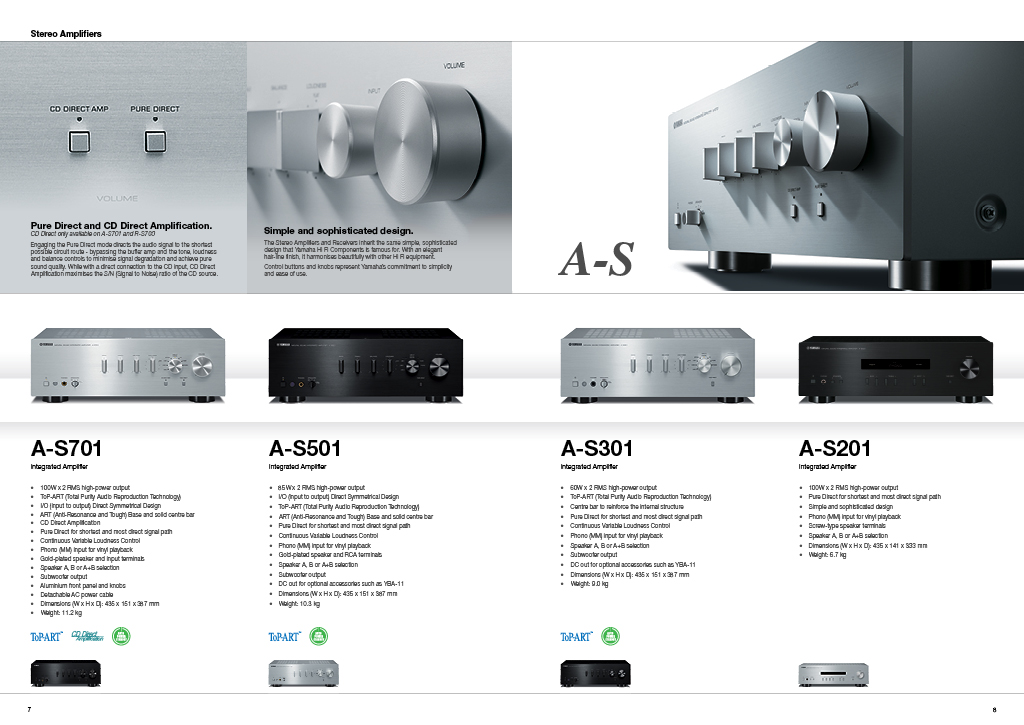 Stereo Amplifiers
CD DIRECT AMP
PURE DIRECT
VOLUME
Pure Direct and CD Direct Amplification.
CD Direct only available on A-S701 and R-S700
Engaging the Pure Direct mode directs the audio signal to the shortest
possible circuit route - bypassing the buffer amp and the tone, loudness
and balance controls to minimise signal degradation and achieve pure
sound quality. While with a direct connection to the CD input, CD Direct
Amplification maximises the S/N (Signal to Noise) ratio of the CD source.
BALANCE
LOUDNESS
INPUT
VOLUME
Simple and sophisticated design.
The Stereo Amplifiers and Receivers inherit the same simple, sophisticated
design that Yamaha Hi Fi Components is famous for. With an elegant
hair-line finish, it harmonises beautifully with other Hi Fi equipment.
Control buttons and knobs represent Yamaha's commitment to simplicity
and ease of use.
A-S
YAMAHA
VOLUME
A-S701
Integrated Amplifier
• 100W x 2 RMS high-power output
• ToP-ART (Total Purity Audio Reproduction Technology)
• I/O (Input to output) Direct Symmetrical Design
• ART (Anti-Resonance and Tough) Base and solid centre bar
• CD Direct Amplification
• Pure Direct for shortest and most direct signal path
• Continuous Variable Loudness Control
• Phono (MM) input for vinyl playback
• Gold-plated speaker and input terminals
• Speaker A, B or A+B selection
• Subwoofer output
• Aluminium front panel and knobs
• Detachable AC power cable
• Dimensions (W x H x D): 435 x 151 x 387 mm
• Weight: 11.2 kg
ToP-ART™
CD Direct
Amplification
A-S501
Integrated Amplifier
• 85W x 2 RMS high-power output
• I/O (Input to output) Direct Symmetrical Design
• ToP-ART (Total Purity Audio Reproduction Technology)
• ART (Anti-Resonance and Tough) Base and solid centre bar
• Pure Direct for shortest and most direct signal path
• Continuous Variable Loudness Control
• Phono (MM) input for vinyl playback
• Gold-plated speaker and RCA terminals
• Speaker A, B or A+B selection
• Subwoofer output
• DC out for optional accessories such as YBA-11
• Dimensions (W x H x D): 435 x 151 x 387 mm
• Weight: 10.3 kg
ToP-ART™
A-S301
Integrated Amplifier
• 60W x 2 RMS high-power output
• ToP-ART (Total Purity Audio Reproduction Technology)
• Centre bar to reinforce the internal structure
• Pure Direct for shortest and most direct signal path
• Continuous Variable Loudness Control
• Phono (MM) input for vinyl playback
• Speaker A, B or A+B selection
• Subwoofer output
• DC out for optional accessories such as YBA-11
• Dimensions (W x H x D): 435 x 151 x 387 mm
• Weight: 9.0 kg
ToP-ART™
A-S201
Integrated Amplifier
• 100W x 2 RMS high-power output
• Pure Direct for shortest and most direct signal path
• Simple and sophisticated design
• Phono (MM) input for vinyl playback
• Screw-type speaker terminals
• Speaker A, B or A+B selection
• Dimensions (W x H x D): 435 x 141 x 333 mm
• Weight: 6.7 kg
7
8